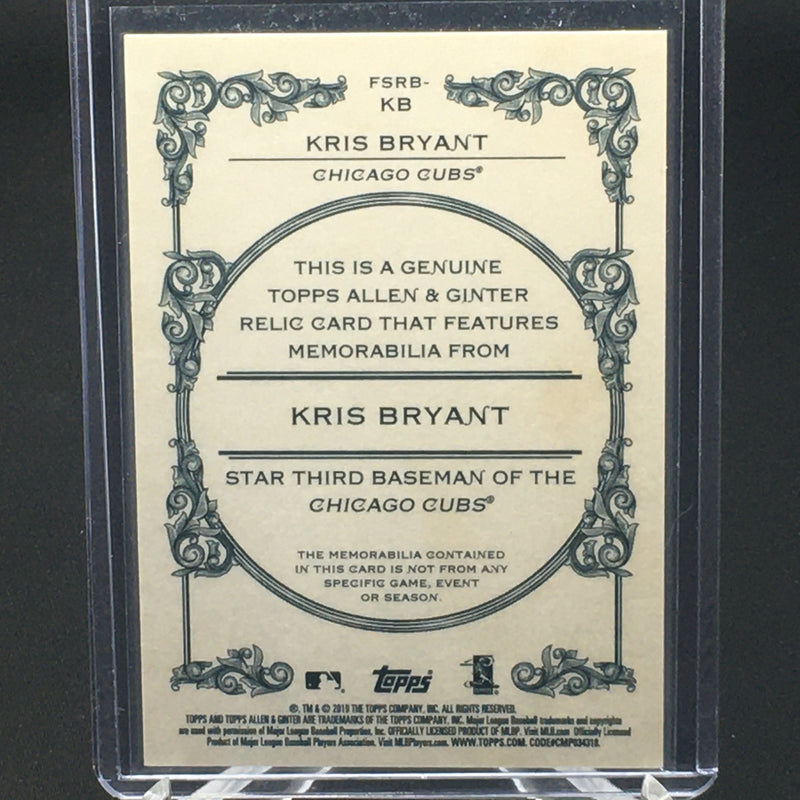 FSRB-
KB
KRIS BRYANT
CHICAGO CUBS®
THIS IS A GENUINE
TOPPS ALLEN & GINTER
RELIC CARD THAT FEATURES
MEMORABILIA FROM
KRIS BRYANT
STAR THIRD BASEMAN OF THE
CHICAGO CUBS®
THE MEMORABILIA CONTAINED
IN THIS CARD IS NOT FROM ANY
SPECIFIC GAME, EVENT
OR SEASON.
Topps
®, TM & © 2019 THE TOPPS COMPANY, INC. ALL RIGHTS RESERVED.
TOPPS AND TOPPS ALLEN & GINTER ARE TRADEMARKS OF THE TOPPS COMPANY, INC. Major League Baseball trademarks and copyrights
are used with permission of Major League Baseball Properties, Inc. OFFICIALLY LICENSED PRODUCT OF MLBP. Visit MLB.com Officially Licensed
Product of Major League Baseball Players Association. Visit MLBPlayers.com. WWW.TOPPS.COM. CODE#CMP034318.